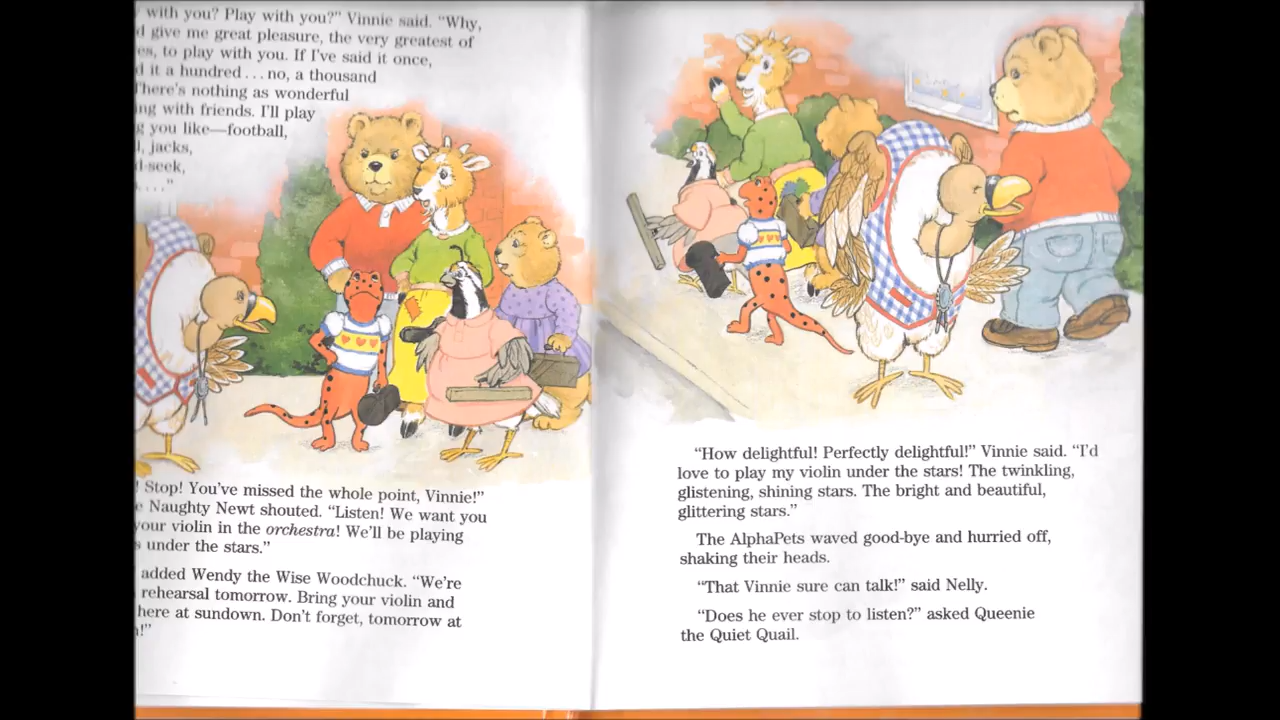 with you? Play with you?” Vinnie said. “Why,
give me great pleasure, the very greatest of
to play with you. If I’ve said it once,
it a hundred . . . no, a thousand
There’s nothing as wonderful
with friends. I’ll play
you like—football,
jacks,
. . . .”
Stop! You’ve missed the whole point, Vinnie!”
Naughty Newt shouted. “Listen! We want you
your violin in the orchestra! We’ll be playing
under the stars.”
added Wendy the Wise Woodchuck. “We’re
rehearsal tomorrow. Bring your violin and
here at sundown. Don’t forget, tomorrow at
“How delightful! Perfectly delightful!” Vinnie said. “I’d
love to play my violin under the stars! The twinkling,
glistening, shining stars. The bright and beautiful,
glittering stars.”
The AlphaPets waved good-bye and hurried off,
shaking their heads.
“That Vinnie sure can talk!” said Nelly.
“Does he ever stop to listen?” asked Queenie
the Quiet Quail.